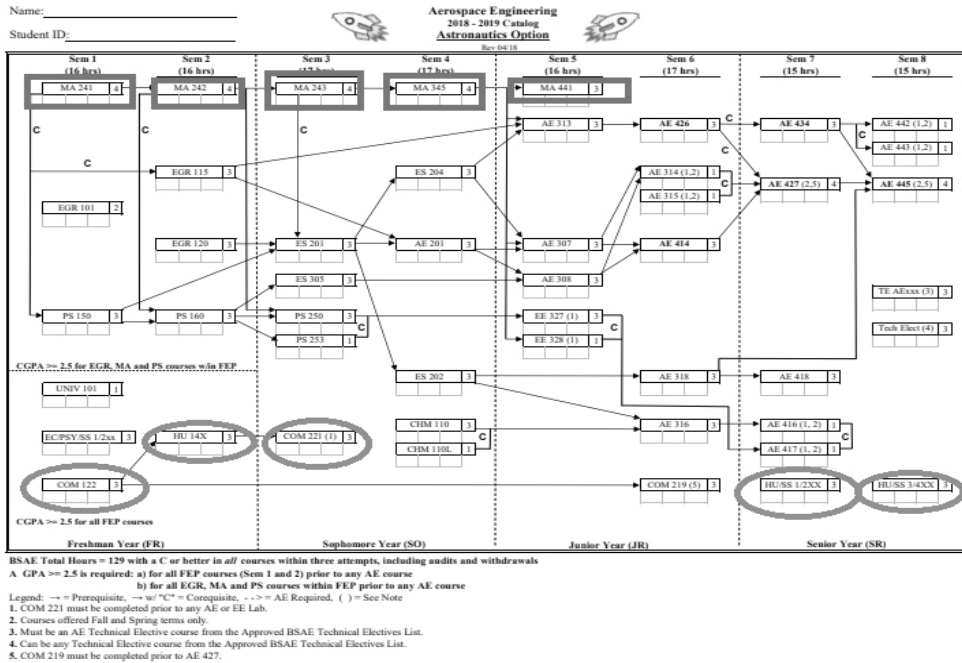 Name:
Student ID:
Aerospace Engineering
2018 - 2019 Catalog
Astronautics Option
Rev 04/18
Sem 1 Sem 2 Sem 3 Sem 4 Sem 5 Sem 6 Sem 7 Sem 8
(16 hrs) (16 hrs) (17 hrs) (17 hrs) (16 hrs) (17 hrs) (15 hrs) (15 hrs)
MA 241 4 MA 242 4 MA 243 4 MA 345 4 MA 441 3
C C C AE 313 3 AE 426 3 C AE 434 3 C AE 442 (1,2) 1
C AE 443 (1,2) 1
C EGR 115 3 ES 204 3 AE 314 (1,2) 1 C AE 427 (2,5) 4 AE 445 (2,5) 4
AE 315 (1,2) 1
EGR 101 2
EGR 120 3 ES 201 3 AE 201 3 AE 307 3 AE 414 3
ES 305 3 AE 308 3
TE AExxx (3) 3
PS 150 3 PS 160 3 PS 250 3 C EE 327 (1) 3 C Tech Elect (4) 3
PS 253 1 EE 328 (1) 1
CGPA >= 2.5 for EGR, MA and PS courses w/in FEP
ES 202 3 AE 318 3 AE 418 3
UNIV 101 1
EC/PSY/SS 1/2xx 3 HU 14X 3 COM 221 (1) 3 CHM 110 3 C AE 316 3 AE 416 (1, 2) 1 C
CHM 110L 1 AE 417 (1, 2) 1
COM 122 3 COM 219 (5) 3 HU/SS 1/2XX 3 HU/SS 3/4XX 3
CGPA >= 2.5 for all FEP courses
Freshman Year (FR) Sophomore Year (SO) Junior Year (JR) Senior Year (SR)
BSAE Total Hours = 129 with a C or better in all courses within three attempts, including audits and withdrawals
A GPA >= 2.5 is required: a) for all FEP courses (Sem 1 and 2) prior to any AE course
b) for all EGR, MA and PS courses within FEP prior to any AE course
Legend: → = Prerequisite, → w/ "C" = Corequisite, - - > = AE Required, ( ) = See Note
1. COM 221 must be completed prior to any AE or EE Lab.
2. Courses offered Fall and Spring terms only.
3. Must be an AE Technical Elective course from the Approved BSAE Technical Electives List.
4. Can be any Technical Elective course from the Approved BSAE Technical Electives List.
5. COM 219 must be completed prior to AE 427.